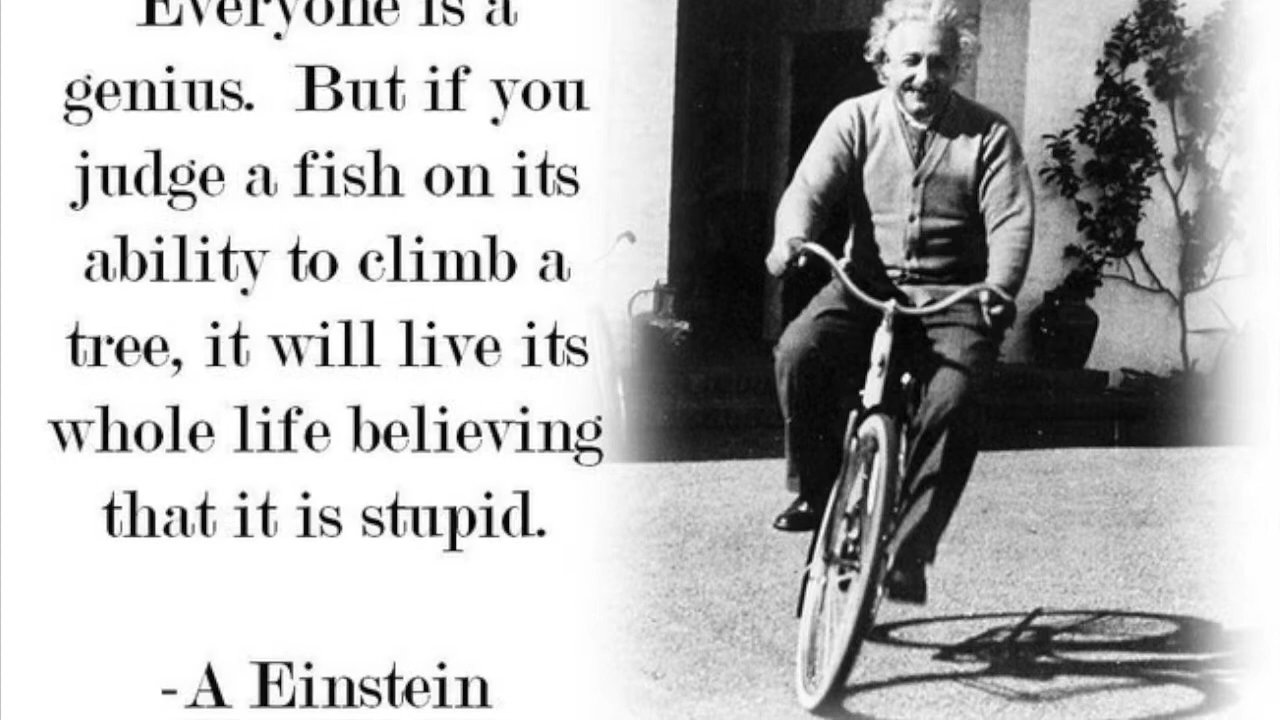 Everyone is a
genius. But if you
judge a fish on its
ability to climb a
tree, it will live its
whole life believing
that it is stupid.
-A Einstein